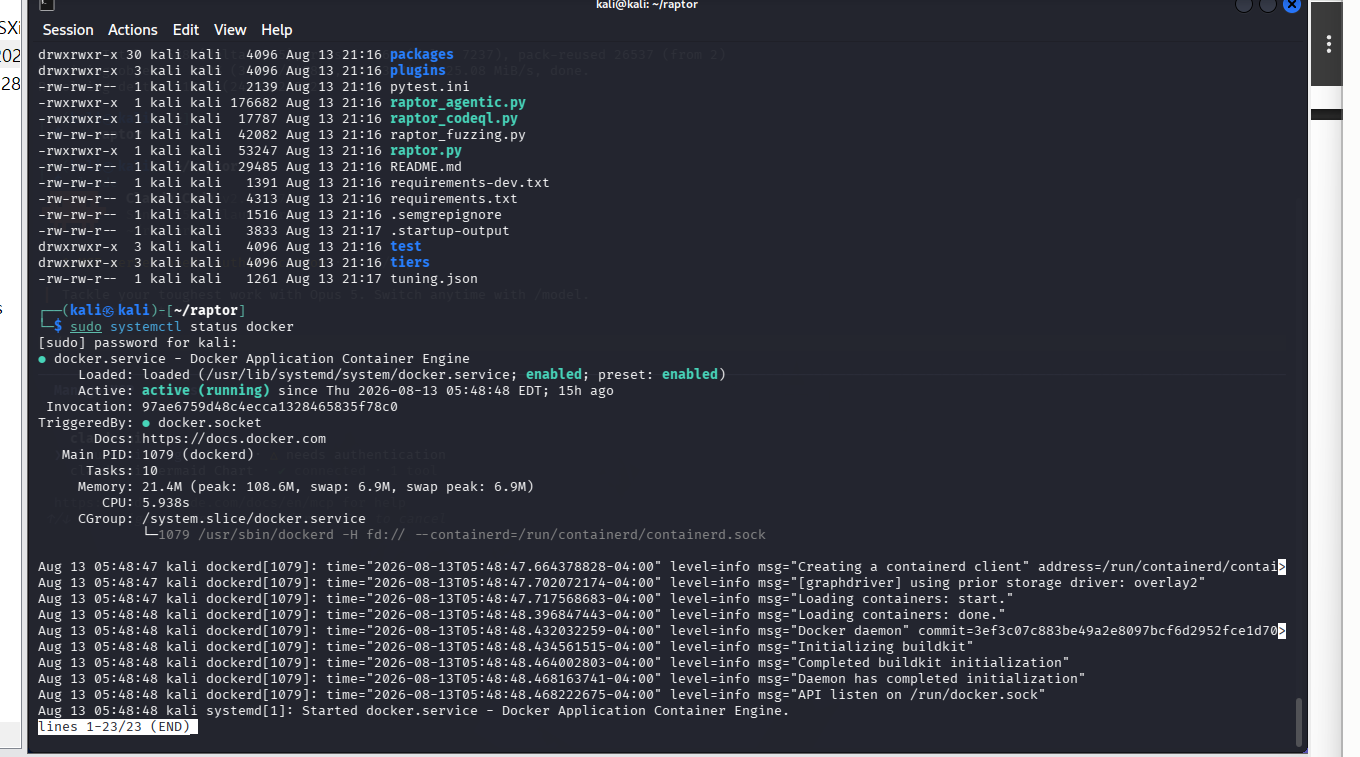 kali@kali: ~/raptor
SXi
202
28
Session Actions Edit View Help
drwxrwxr-x 30 kali kali 4096 Aug 13 21:16 packages
drwxrwxr-x 3 kali kali 4096 Aug 13 21:16 plugins
-rw-rw-r-- 1 kali kali 2139 Aug 13 21:16 pytest.ini
-rwxrwxr-x 1 kali kali 176682 Aug 13 21:16 raptor_agentic.py
-rwxrwxr-x 1 kali kali 17787 Aug 13 21:16 raptor_codeql.py
-rw-rw-r-- 1 kali kali 42082 Aug 13 21:16 raptor_fuzzing.py
-rwxrwxr-x 1 kali kali 53247 Aug 13 21:16 raptor.py
-rw-rw-r-- 1 kali kali 29485 Aug 13 21:16 README.md
-rw-rw-r-- 1 kali kali 1391 Aug 13 21:16 requirements-dev.txt
-rw-rw-r-- 1 kali kali 4313 Aug 13 21:16 requirements.txt
-rw-rw-r-- 1 kali kali 1516 Aug 13 21:16 .semgrepignore
-rw-rw-r-- 1 kali kali 3833 Aug 13 21:17 .startup-output
drwxrwxr-x 3 kali kali 4096 Aug 13 21:16 test
drwxrwxr-x 3 kali kali 4096 Aug 13 21:16 tiers
-rw-rw-r-- 1 kali kali 1261 Aug 13 21:17 tuning.json
┌──(kali㉿kali)-[~/raptor]
└─$ sudo systemctl status docker
[sudo] password for kali:
● docker.service - Docker Application Container Engine
Loaded: loaded (/usr/lib/systemd/system/docker.service; enabled; preset: enabled)
Active: active (running) since Thu 2026-08-13 05:48:48 EDT; 15h ago
Invocation: 97ae6759d48c4ecca1328465835f78c0
TriggeredBy: ● docker.socket
Docs: https://docs.docker.com
Main PID: 1079 (dockerd)
Tasks: 10
Memory: 21.4M (peak: 108.6M, swap: 6.9M, swap peak: 6.9M)
CPU: 5.938s
CGroup: /system.slice/docker.service
└─1079 /usr/sbin/dockerd -H fd:// --containerd=/run/containerd/containerd.sock
Aug 13 05:48:47 kali dockerd[1079]: time="2026-08-13T05:48:47.664378828-04:00" level=info msg="Creating a containerd client" address=/run/containerd/contai>
Aug 13 05:48:47 kali dockerd[1079]: time="2026-08-13T05:48:47.702072174-04:00" level=info msg="[graphdriver] using prior storage driver: overlay2"
Aug 13 05:48:47 kali dockerd[1079]: time="2026-08-13T05:48:47.717568683-04:00" level=info msg="Loading containers: start."
Aug 13 05:48:48 kali dockerd[1079]: time="2026-08-13T05:48:48.396847443-04:00" level=info msg="Loading containers: done."
Aug 13 05:48:48 kali dockerd[1079]: time="2026-08-13T05:48:48.432032259-04:00" level=info msg="Docker daemon" commit=3ef3c07c883be49a2e8097bcf6d2952fce1d70>
Aug 13 05:48:48 kali dockerd[1079]: time="2026-08-13T05:48:48.434561515-04:00" level=info msg="Initializing buildkit"
Aug 13 05:48:48 kali dockerd[1079]: time="2026-08-13T05:48:48.464002803-04:00" level=info msg="Completed buildkit initialization"
Aug 13 05:48:48 kali dockerd[1079]: time="2026-08-13T05:48:48.468163741-04:00" level=info msg="Daemon has completed initialization"
Aug 13 05:48:48 kali dockerd[1079]: time="2026-08-13T05:48:48.468222675-04:00" level=info msg="API listen on /run/docker.sock"
Aug 13 05:48:48 kali systemd[1]: Started docker.service - Docker Application Container Engine.
lines 1-23/23 (END)